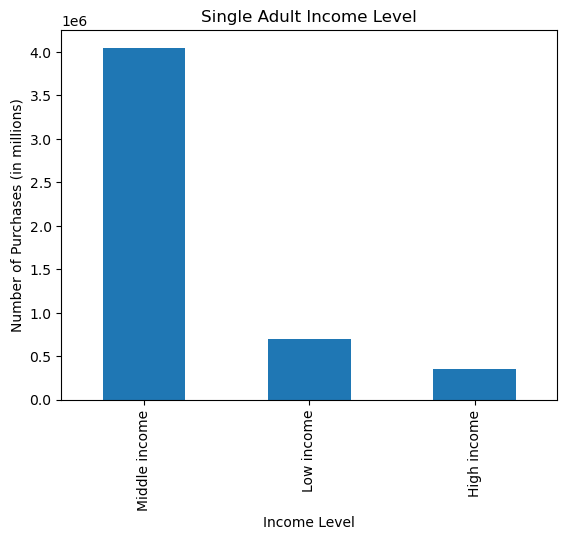 Single Adult Income Level
1e6
4.0
3.5
3.0
2.5
2.0
1.5
1.0
0.5
0.0
Number of Purchases (in millions)
Middle income
Low income
High income
Income Level